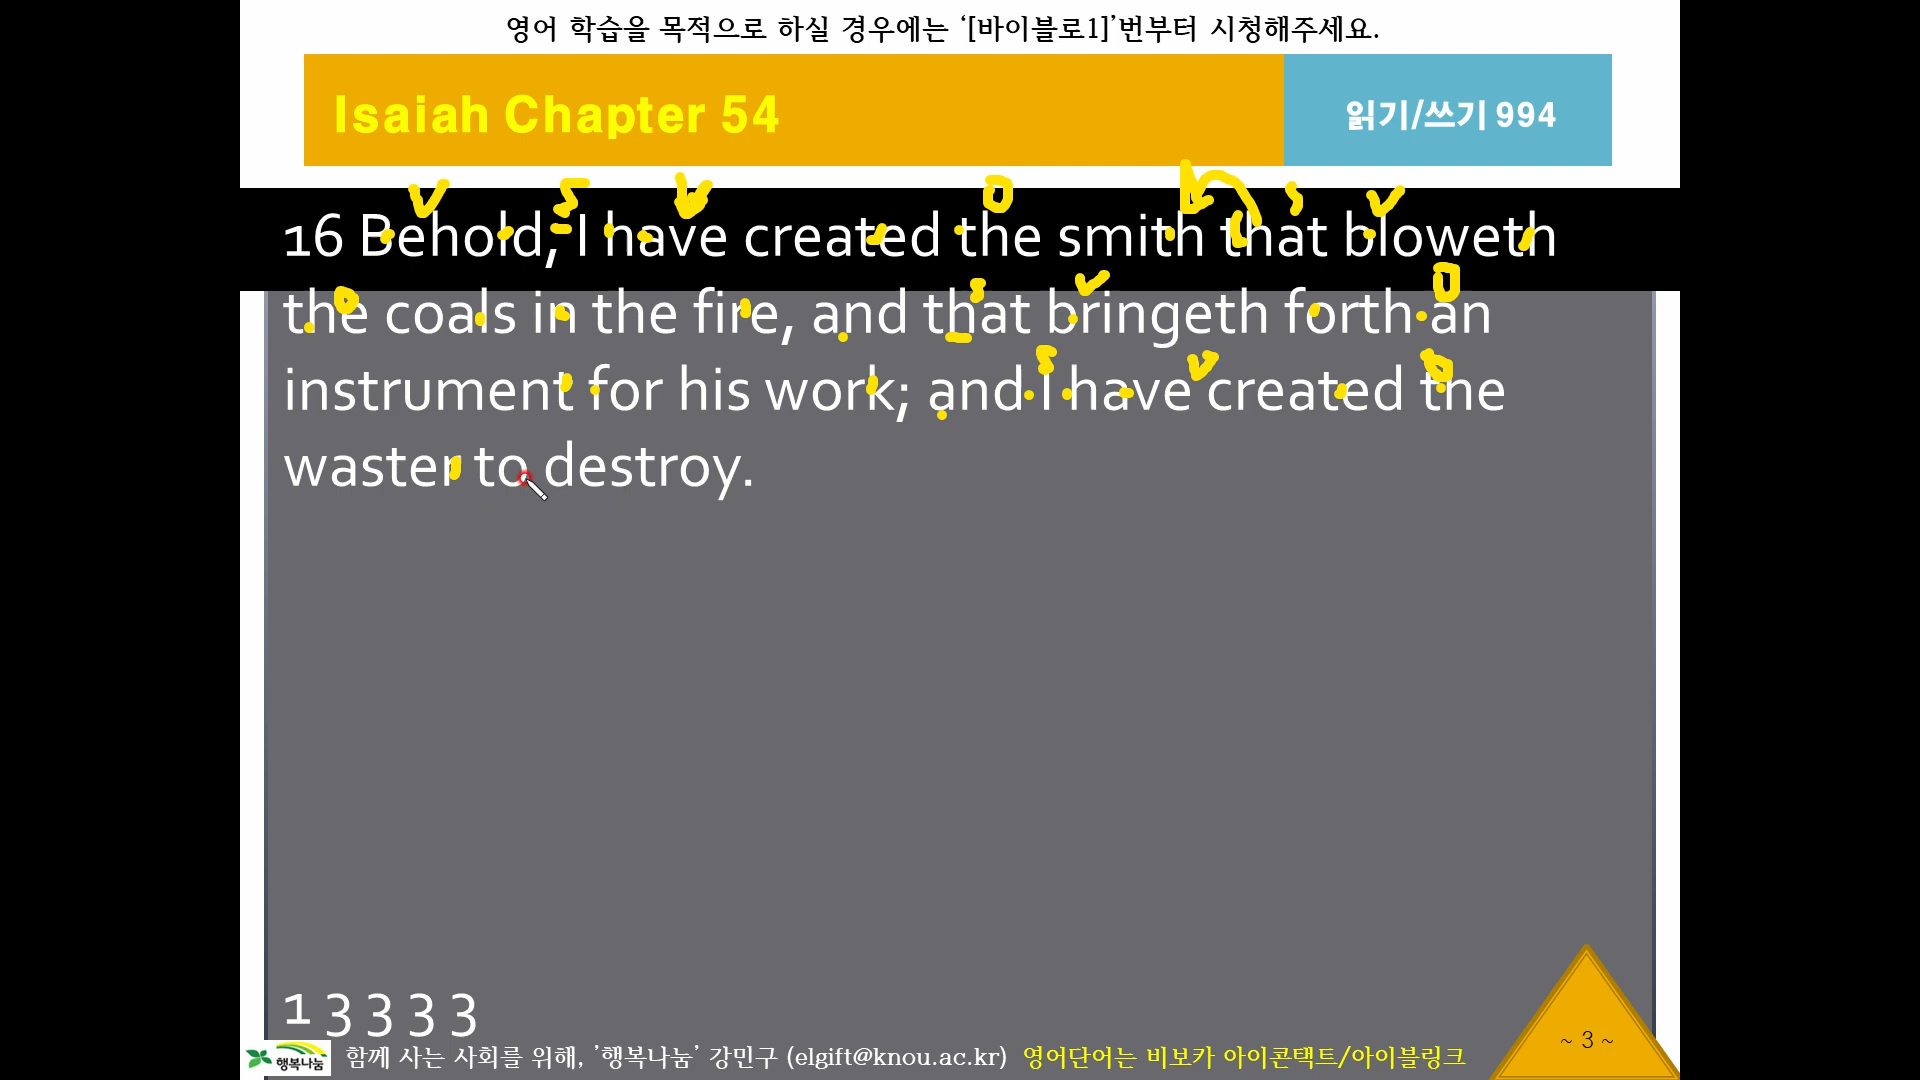 영어 학습을 목적으로 하실 경우에는 ‘[바이블로1]’번부터 시청해주세요.
Isaiah Chapter 54
읽기/쓰기 994
16 Behold, I have created the smith that bloweth
the coals in the fire, and that bringeth forth an
instrument for his work; and I have created the
waster to destroy.
1 3 3 3 3
~ 3 ~
행복나눔 함께 사는 사회를 위해, ’행복나눔’ 강민구 (elgift@knou.ac.kr) 영어단어는 비보카 아이콘택트/아이블링크